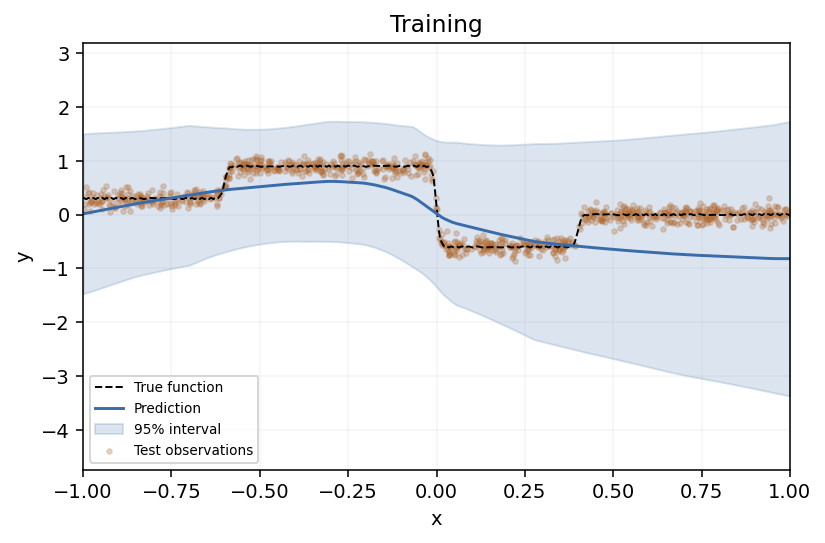 Training
3
2
1
0
−1
−2
−3
−4
y
True function
Prediction
95% interval
Test observations
−1.00 −0.75 −0.50 −0.25 0.00 0.25 0.50 0.75 1.00
x